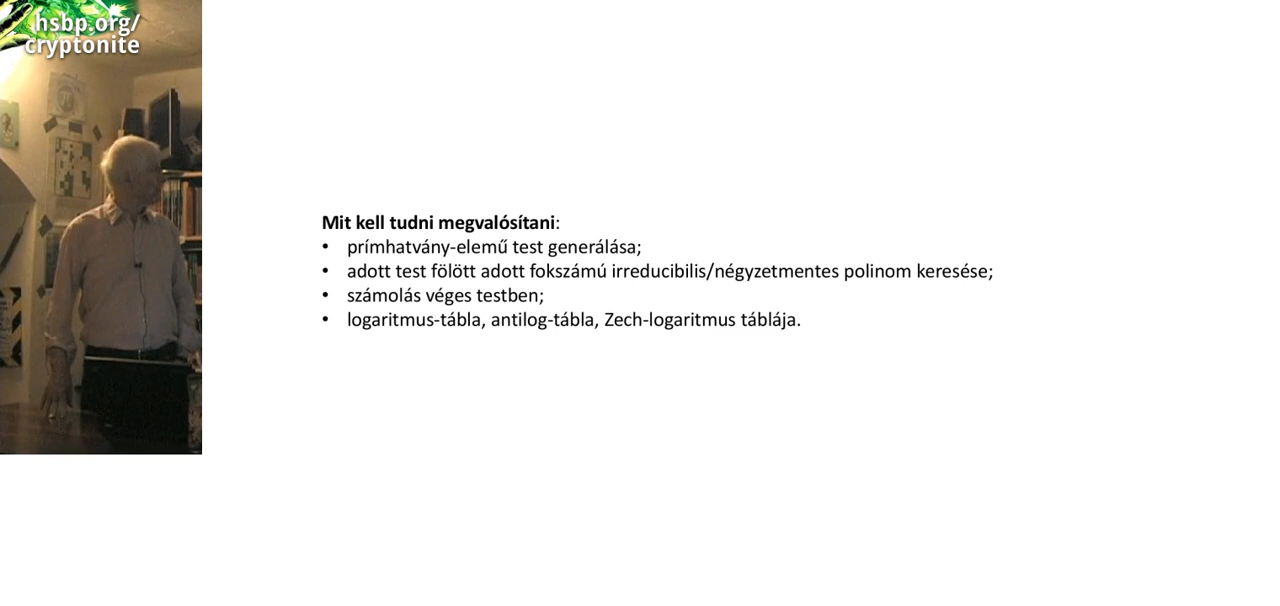 hsbp.org/
cryptonite
Mit kell tudni megvalósítani:
• prímhatvány-elemű test generálása;
• adott test fölött adott fokszámú irreducibilis/négyzetmentes polinom keresése;
• számolás véges testben;
• logaritmus-tábla, antilog-tábla, Zech-logaritmus táblája.